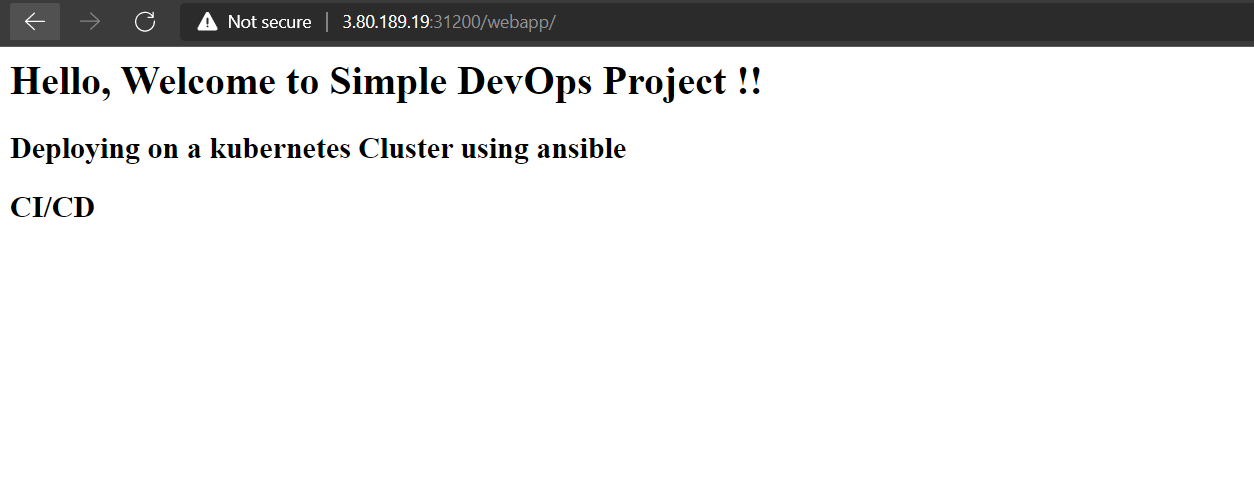 Not secure | 3.80.189.19:31200/webapp/
Hello, Welcome to Simple DevOps Project !!
Deploying on a kubernetes Cluster using ansible
CI/CD